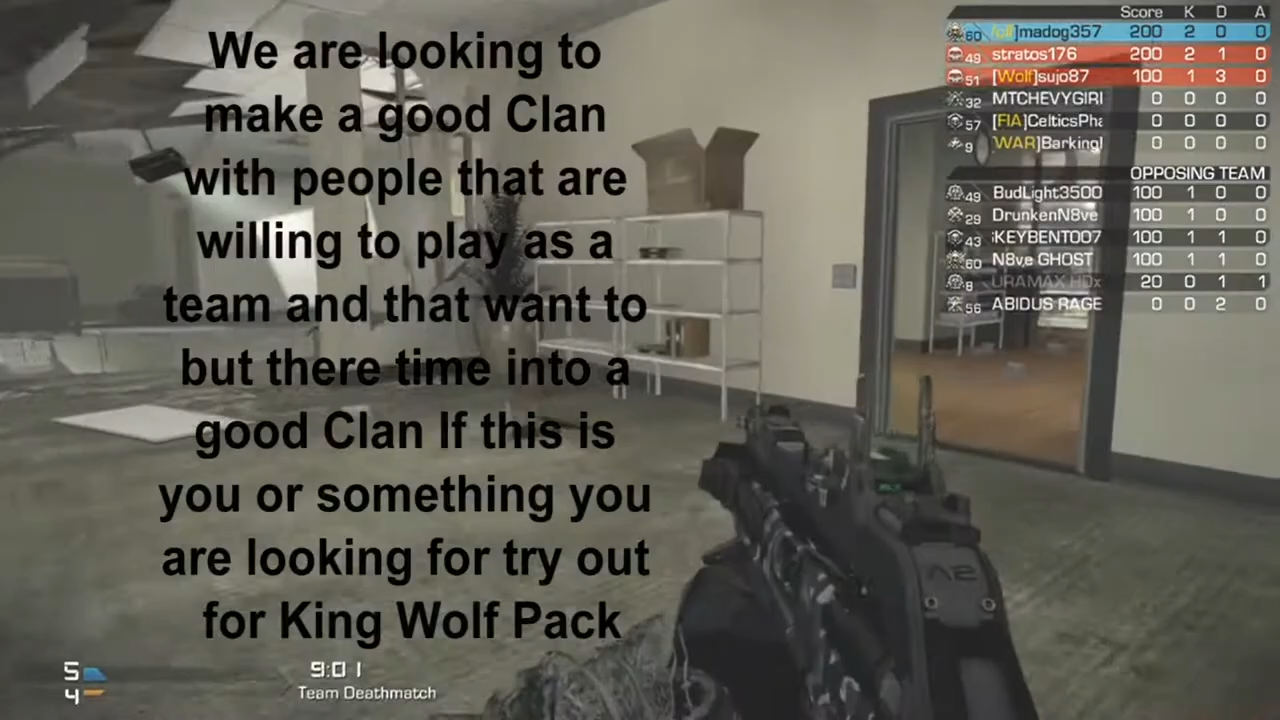 We are looking to
make a good Clan
with people that are
willing to play as a
team and that want to
but there time into a
good Clan If this is
you or something you
are looking for try out
for King Wolf Pack
Score K D A
60 madog357 200 2 0 0
49 stratos176 200 2 1 0
51 [Wolf]sujo87 100 1 3 0
32 MTCHEVYGIRl 0 0 0 0
57 [FIA]CelticsPha 0 0 0 0
9 WAR]Barking 0 0 0 0
OPPOSING TEAM
49 BudLight3500 100 1 0 0
29 DrunkenN8ve 100 1 0 0
43 KEYBENT007 100 1 1 0
60 N8ve GHOST 100 1 1 0
8 URAMAX HDx 20 0 1 1
56 ABIDUS RAGE 0 0 2 0
A2
5
4
9:01
Team Deathmatch